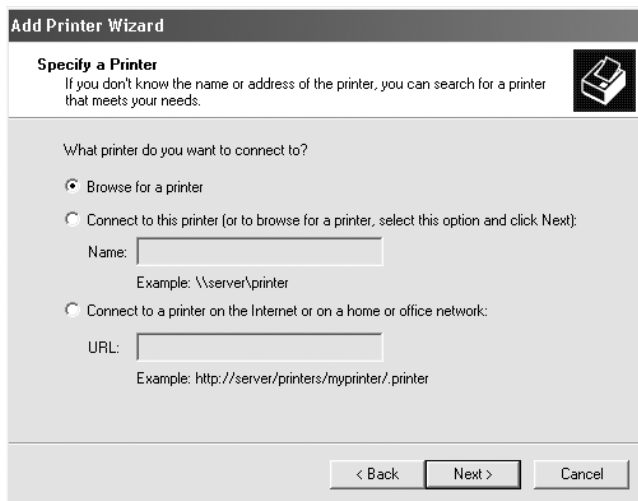 Add Printer Wizard
Specify a Printer
If you don't know the name or address of the printer, you can search for a printer
that meets your needs.
What printer do you want to connect to?
Browse for a printer
Connect to this printer (or to browse for a printer, select this option and click Next):
Name:
Example: \\server\printer
Connect to a printer on the Internet or on a home or office network:
URL:
Example: http://server/printers/myprinter/.printer
< Back Next > Cancel